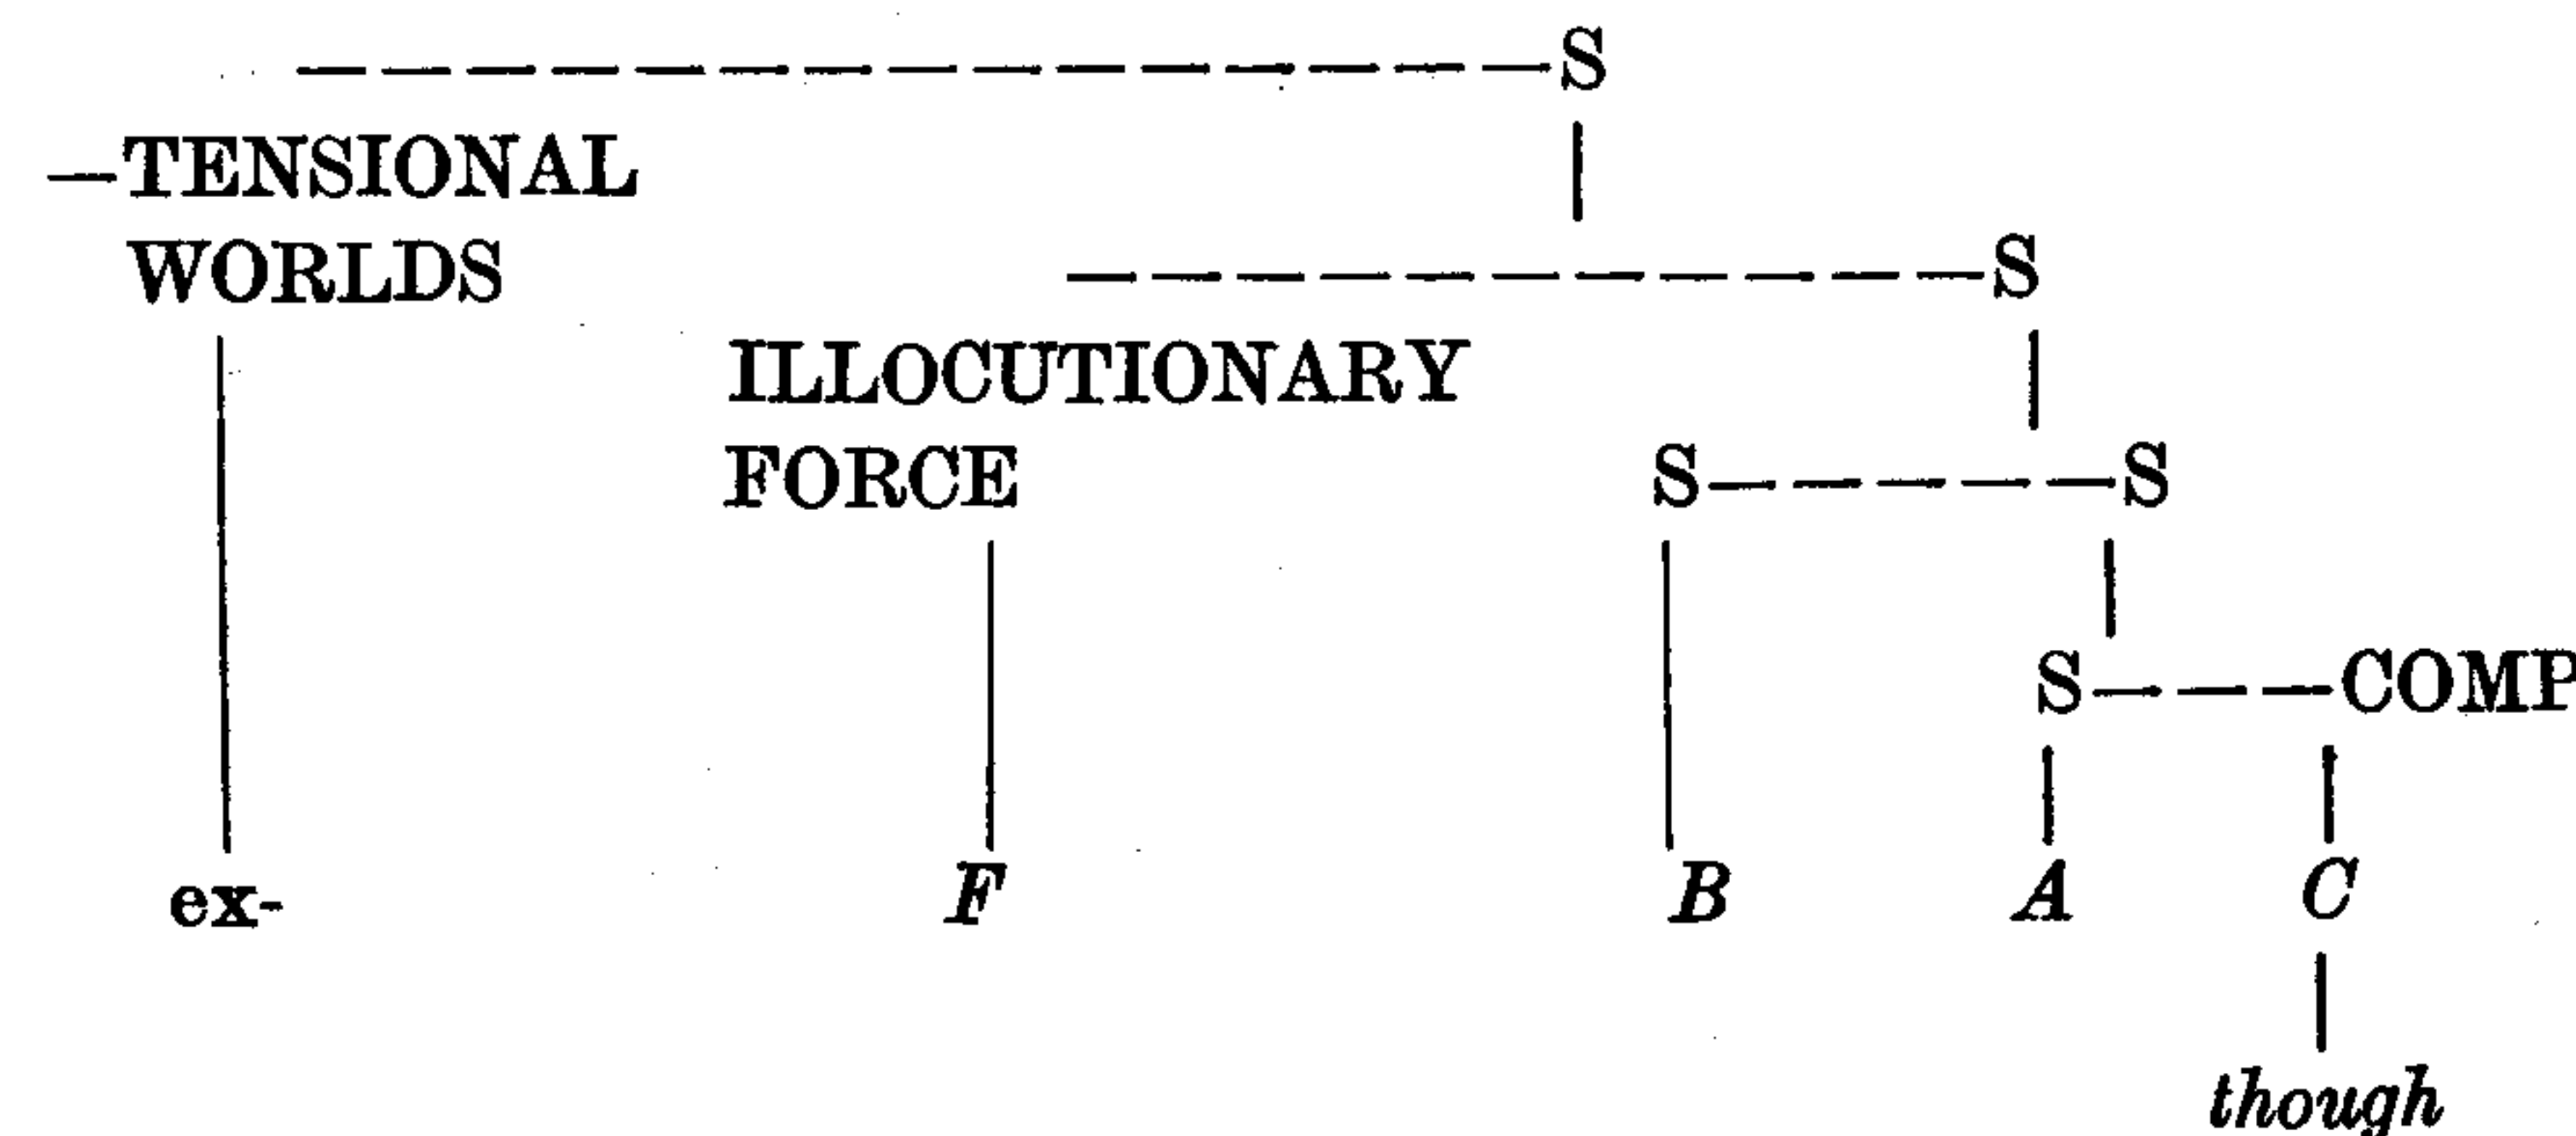 S
—TENSIONAL
WORLDS
S
ILLOCUTIONARY
FORCE
S S
S COMP
ex- F B A C
though